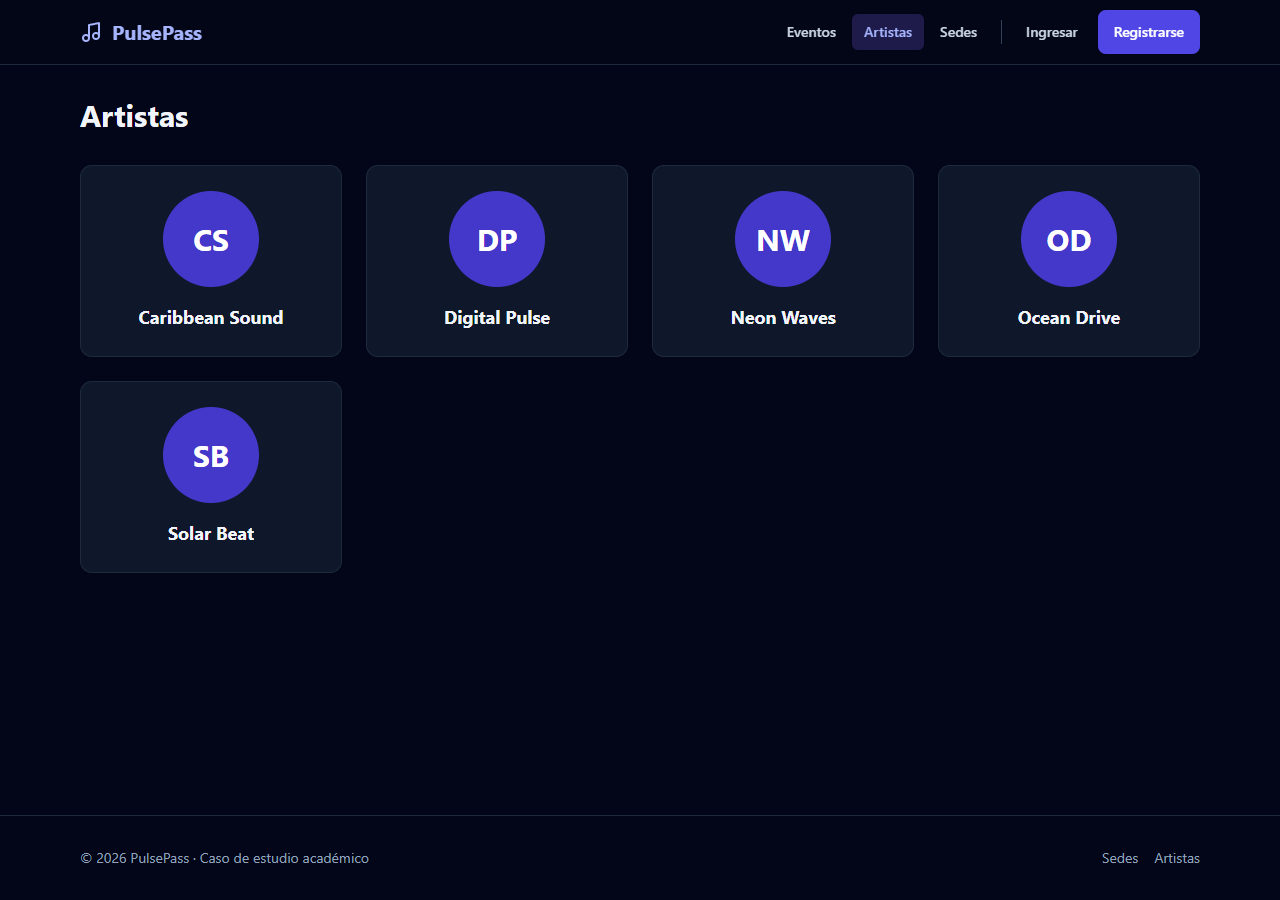 PulsePass
Eventos
Artistas
Sedes
Ingresar
Registrarse
Artistas
CS
Caribbean Sound
DP
Digital Pulse
NW
Neon Waves
OD
Ocean Drive
SB
Solar Beat
© 2026 PulsePass · Caso de estudio académico
Sedes
Artistas